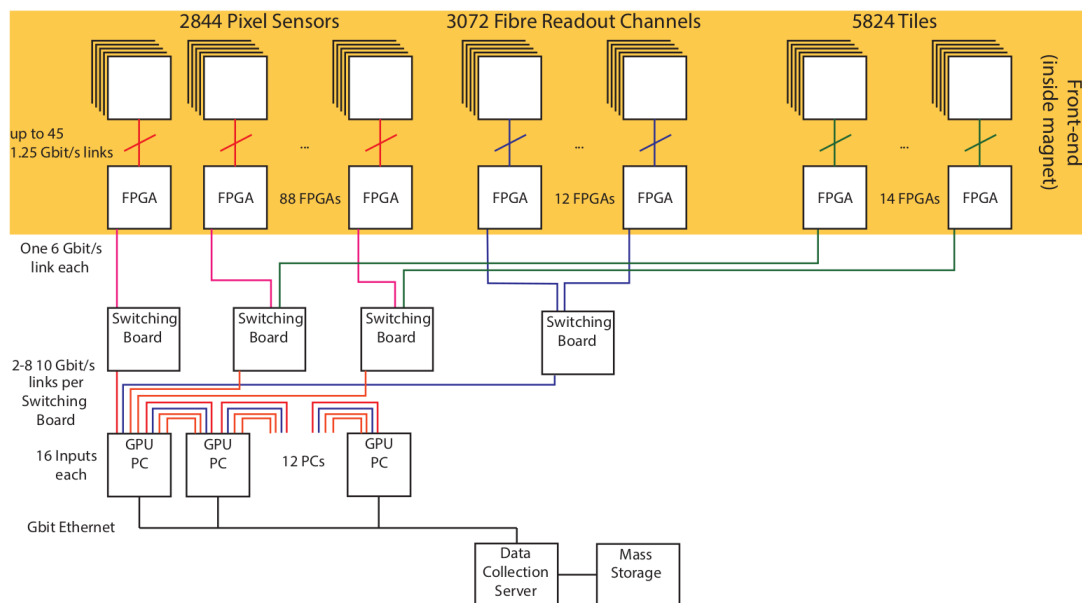 2844 Pixel Sensors
3072 Fibre Readout Channels
5824 Tiles
Front-end
(inside magnet)
up to 45
1.25 Gbit/s links
...
...
...
FPGA
FPGA
88 FPGAs
FPGA
FPGA
12 FPGAs
FPGA
FPGA
14 FPGAs
FPGA
One 6 Gbit/s
link each
Switching
Board
Switching
Board
Switching
Board
Switching
Board
2-8 10 Gbit/s
links per
Switching
Board
16 Inputs
each
GPU
PC
GPU
PC
12 PCs
GPU
PC
Gbit Ethernet
Data
Collection
Server
Mass
Storage